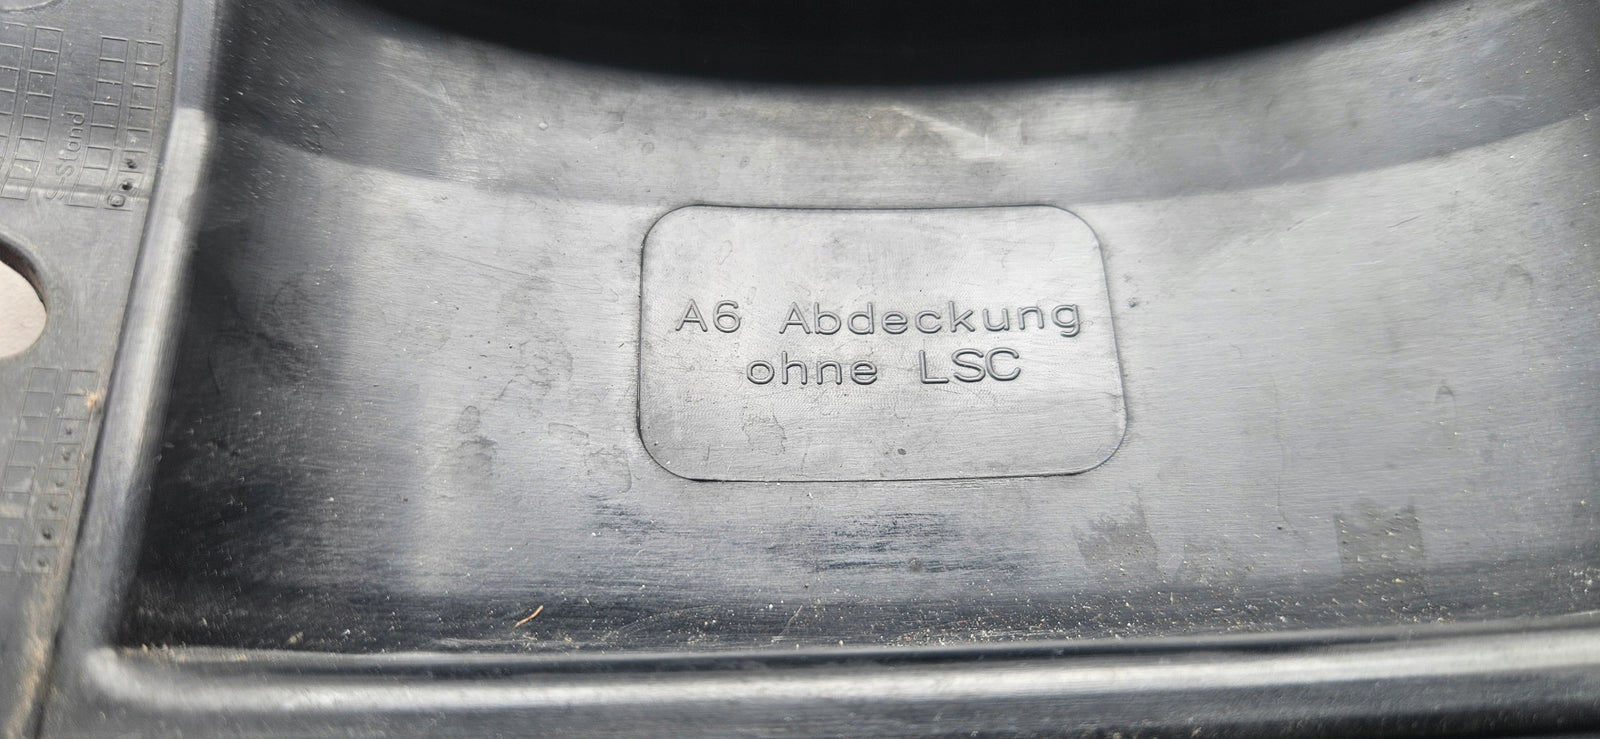 A6 Abdeckung
ohne LSC